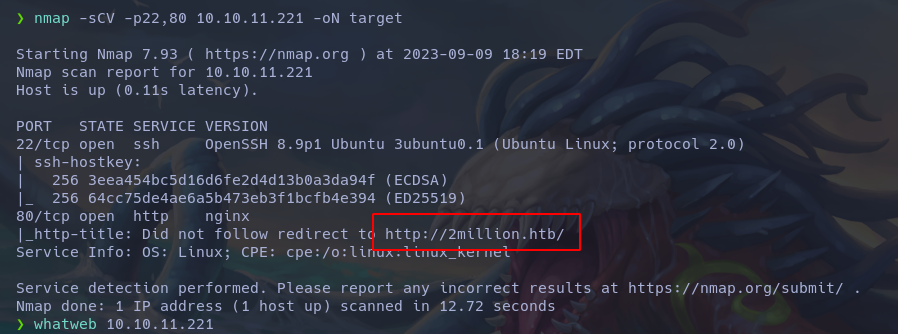 ❯ nmap -sCV -p22,80 10.10.11.221 -oN target
Starting Nmap 7.93 ( https://nmap.org ) at 2023-09-09 18:19 EDT
Nmap scan report for 10.10.11.221
Host is up (0.11s latency).
PORT   STATE SERVICE VERSION
22/tcp open  ssh     OpenSSH 8.9p1 Ubuntu 3ubuntu0.1 (Ubuntu Linux; protocol 2.0)
| ssh-hostkey:
|   256 3eea454bc5d16d6fe2d4d13b0a3da94f (ECDSA)
|_  256 64cc75de4ae6a5b473eb3f1bcfb4e394 (ED25519)
80/tcp open  http    nginx
|_http-title: Did not follow redirect to http://2million.htb/
Service Info: OS: Linux; CPE: cpe:/o:linux:linux_kernel
Service detection performed. Please report any incorrect results at https://nmap.org/submit/ .
Nmap done: 1 IP address (1 host up) scanned in 12.72 seconds
❯ whatweb 10.10.11.221